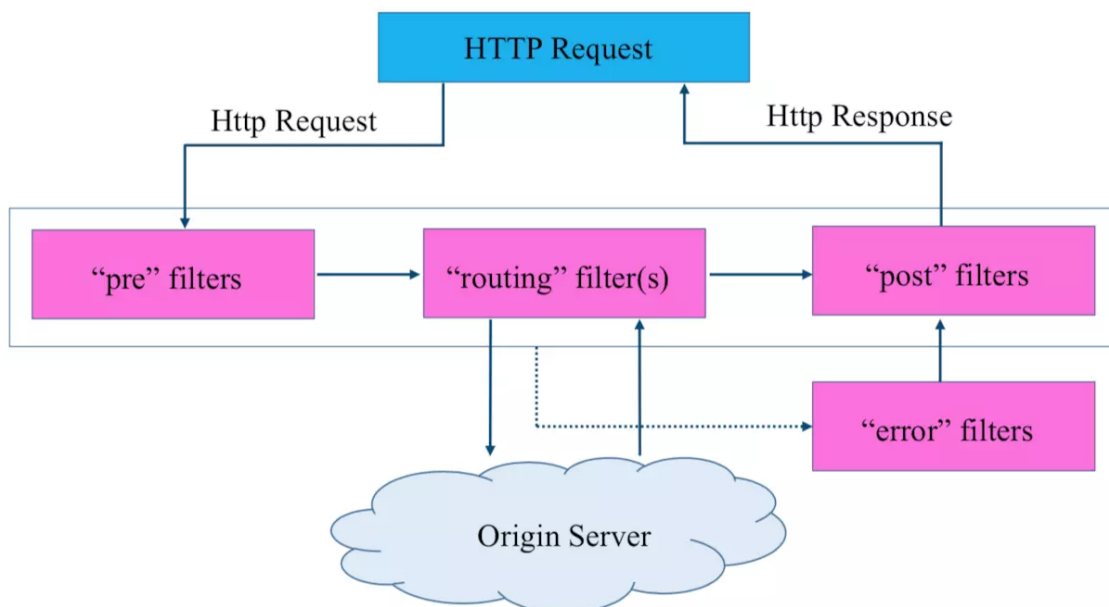 HTTP Request
Http Request
Http Response
“pre” filters
“routing” filter(s)
“post” filters
“error” filters
Origin Server